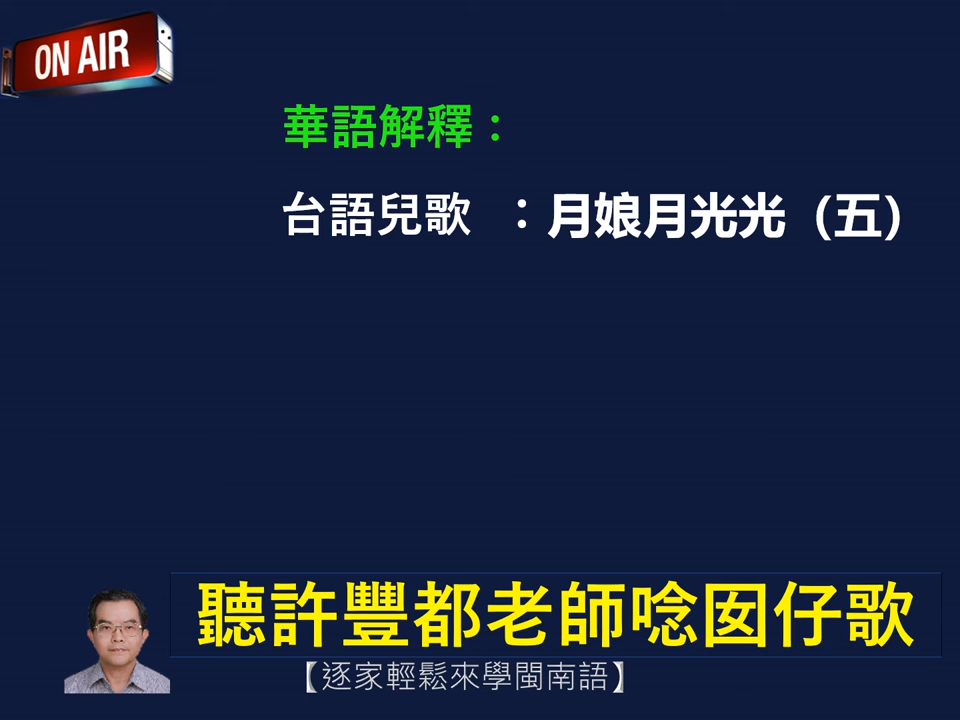 ON AIR
華語解釋：
台語兒歌 ：月娘月光光（五）
聽許豐都老師唸囡仔歌
【逐家輕鬆來學閩南語】